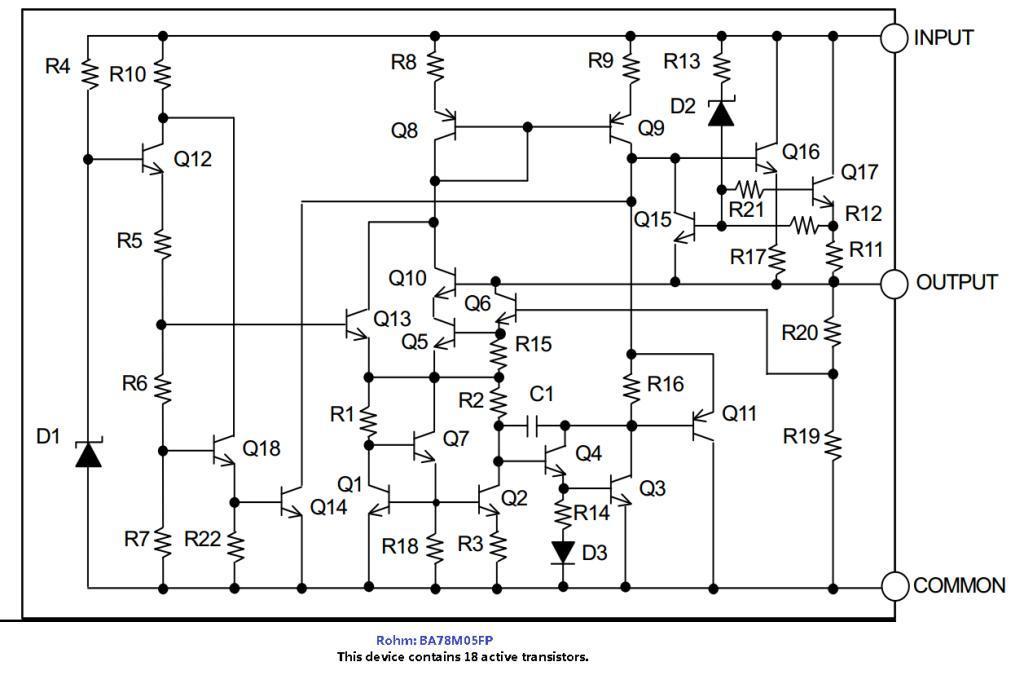 INPUT
R4
R10
R8
R9
R13
D2
Q8
Q9
Q12
Q16
Q17
R21
Q15
R12
R5
R17
R11
Q10
Q6
OUTPUT
Q13
R20
Q5
R15
R6
R2
C1
R16
R1
Q11
D1
Q7
R19
Q18
Q4
Q1
Q2
Q3
Q14
R14
R7
R22
R18
R3
D3
COMMON
Rohm: BA78M05FP
This device contains 18 active transistors.